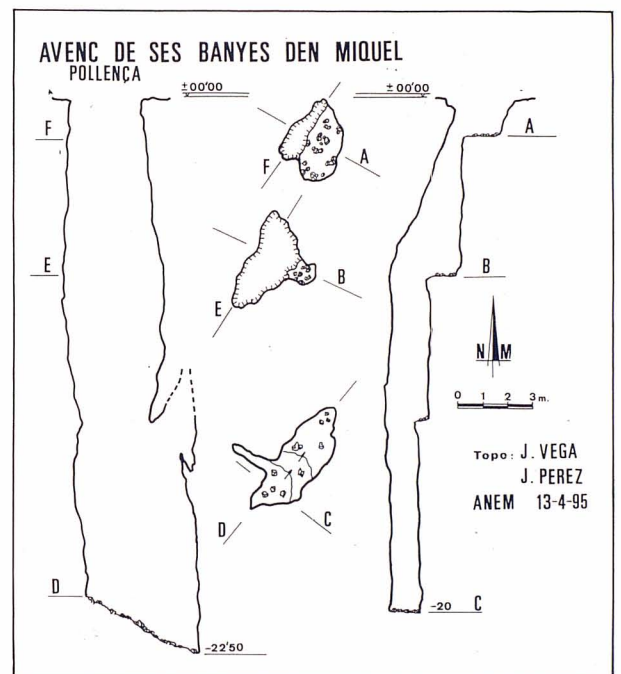 AVENC DE SES BANYES DEN MIQUEL
POLLENÇA
±00'00
±00'00
F
A
F
A
E
B
B
E
N M
0 1 2 3 m.
Topo: J. VEGA
J. PEREZ
ANEM 13-4-95
D
C
D
-20 C
-22'50